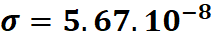 σ = 5.67.10⁻⁸